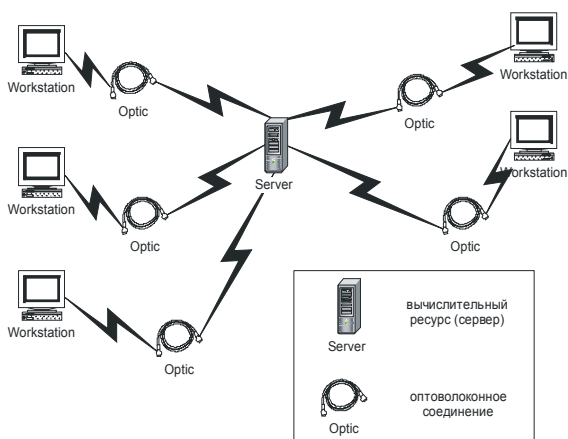 Workstation
Optic
Workstation
Optic
Server
Workstation
Optic
Workstation
Optic
Workstation
Optic
Server
вычислительный
ресурс (сервер)
Optic
оптоволоконное
соединение